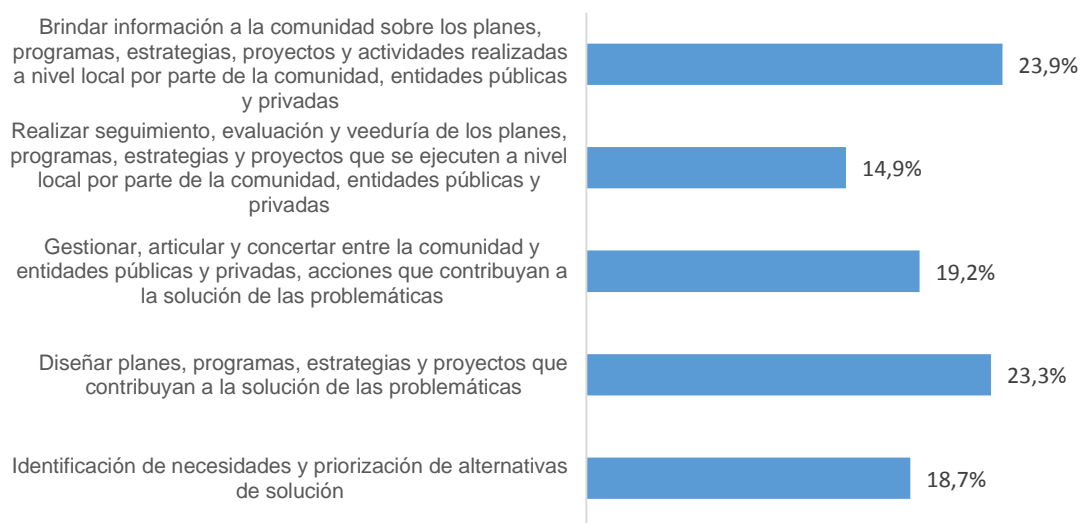 Brindar información a la comunidad sobre los planes,
programas, estrategias, proyectos y actividades realizadas
a nivel local por parte de la comunidad, entidades públicas
y privadas
23,9%
Realizar seguimiento, evaluación y veeduría de los planes,
programas, estrategias y proyectos que se ejecuten a nivel
local por parte de la comunidad, entidades públicas y
privadas
14,9%
Gestionar, articular y concertar entre la comunidad y
entidades públicas y privadas, acciones que contribuyan a
la solución de las problemáticas
19,2%
Diseñar planes, programas, estrategias y proyectos que
contribuyan a la solución de las problemáticas
23,3%
Identificación de necesidades y priorización de alternativas
de solución
18,7%